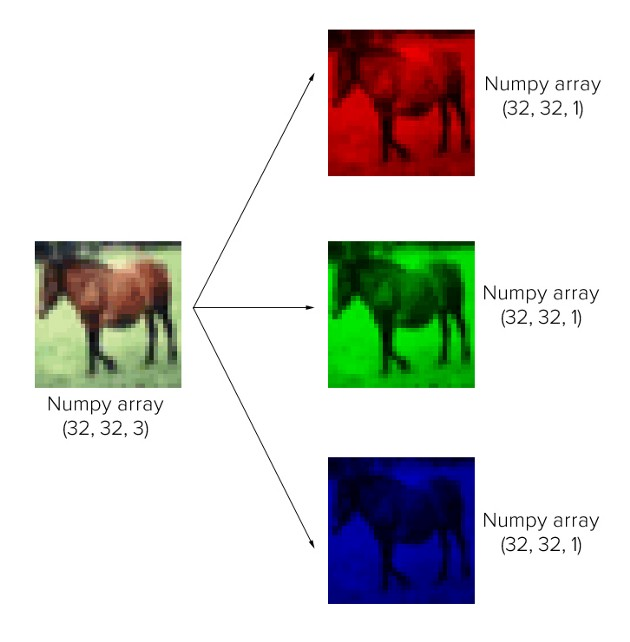 Numpy array
(32, 32, 1)
Numpy array
(32, 32, 3)
Numpy array
(32, 32, 1)
Numpy array
(32, 32, 1)